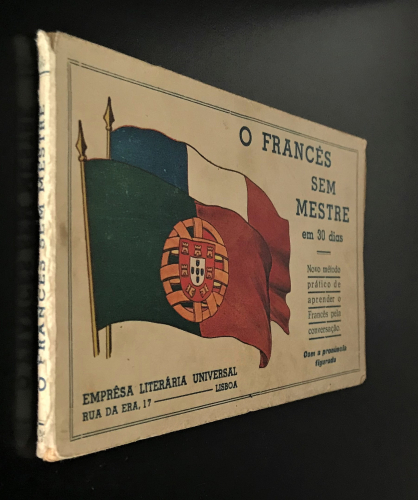 O FRANCÊS
SEM
MESTRE
em 30 dias
Novo método
prático de
aprender o
Francês pela
conversação.
Com a pronúncia
figurada
EMPRÊSA LITERÁRIA UNIVERSAL
RUA DA ERA, 17 — LISBOA
O FRANCÊS SEM MESTRE